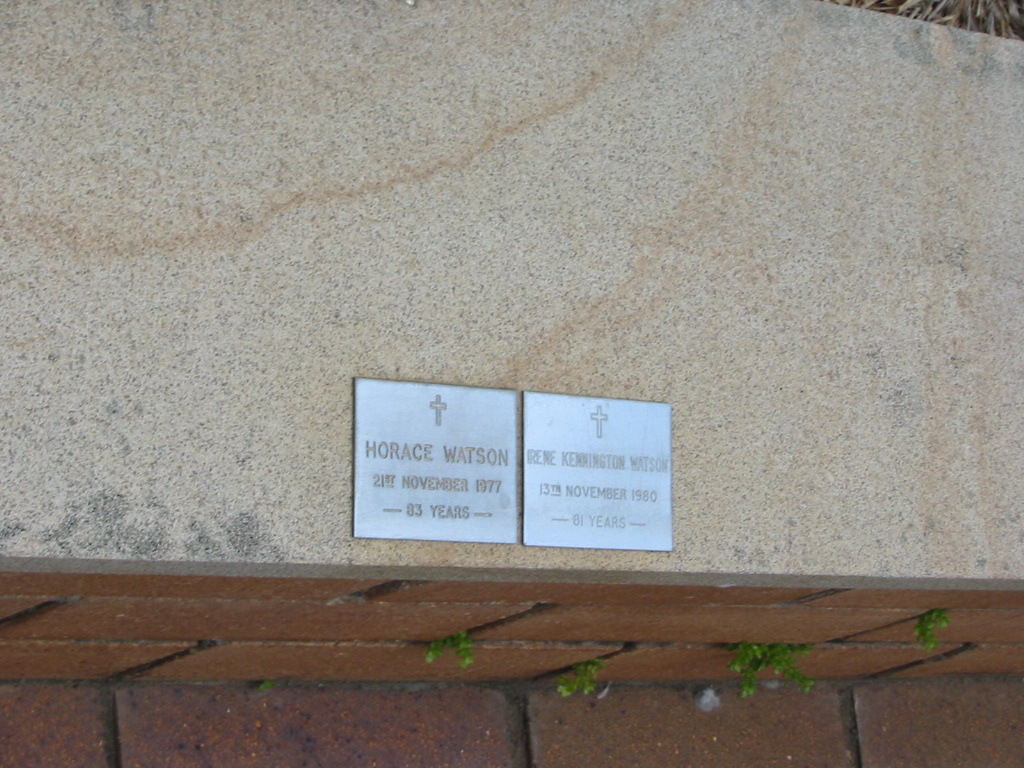 HORACE WATSON
21ST NOVEMBER 1977
— 83 YEARS —
IRENE KENNINGTON WATSON
13TH NOVEMBER 1980
— 81 YEARS —